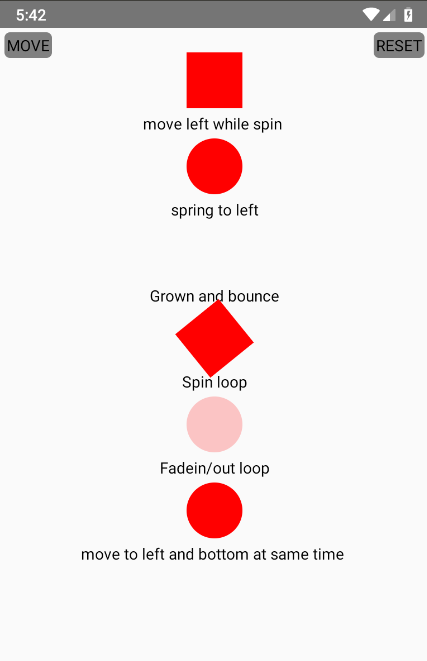 5:42
MOVE
RESET
move left while spin
spring to left
Grown and bounce
Spin loop
Fadein/out loop
move to left and bottom at same time